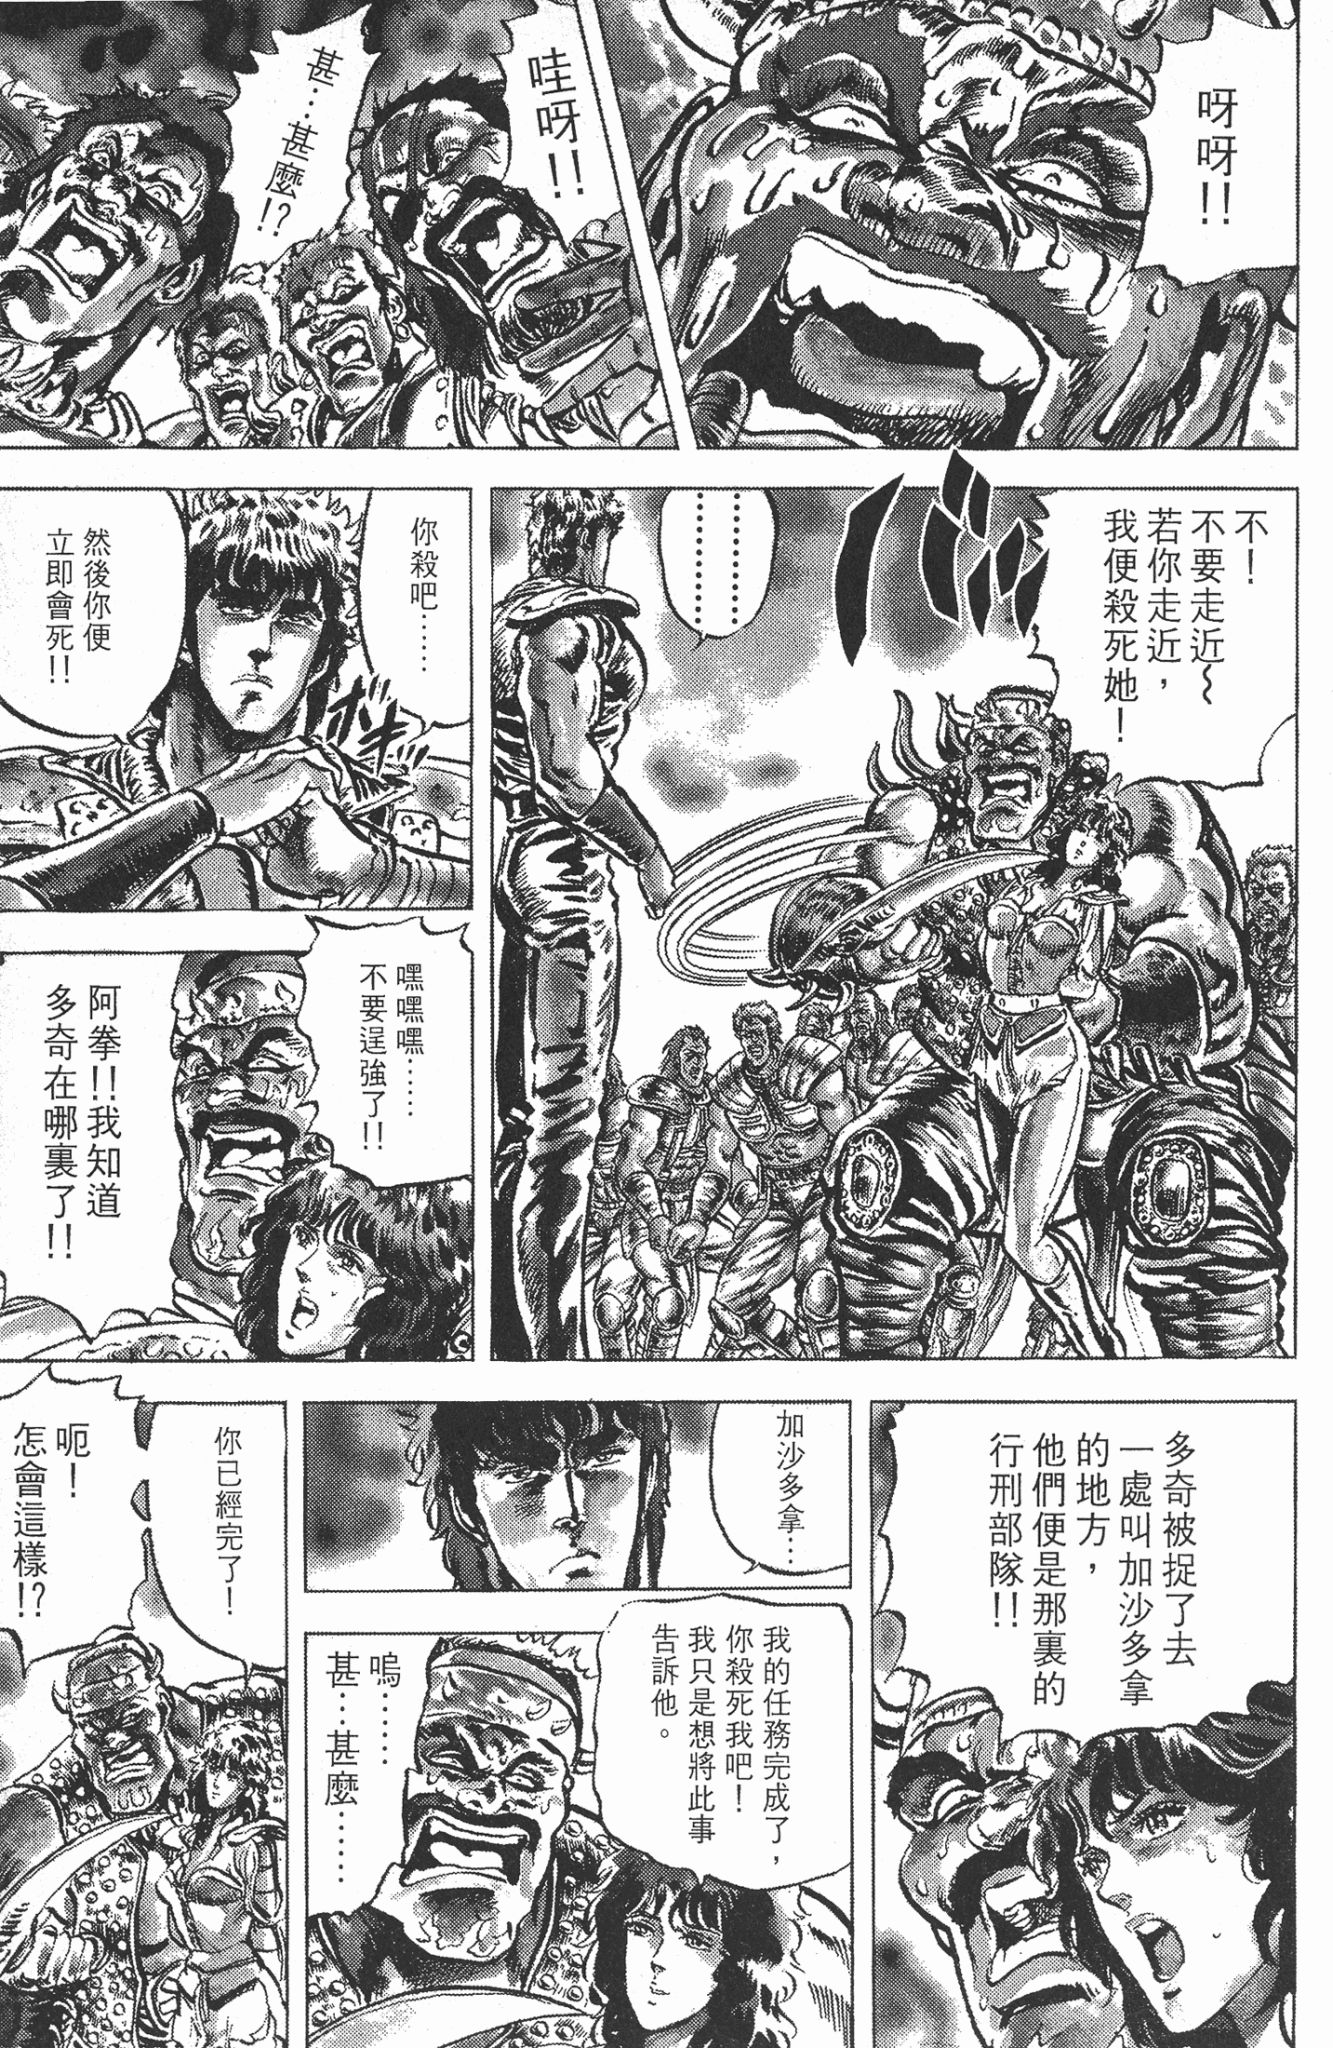 呀呀!!
哇呀!!
甚⋯甚麼!?
不！
不要走近～
若你走近，
我便殺死她！
⋯⋯⋯⋯
⋯⋯⋯⋯
你殺吧⋯⋯
然後你便
立即會死!!
嘿嘿嘿⋯⋯
不要逞強了!!
阿拳!!我知道
多奇在哪裏了!!
多奇被捉了去
一處叫加沙多拿
的地方，
他們便是那裏的
行刑部隊!!
加沙多拿⋯
我的任務完成了，
你殺死我吧！
我只是想將此事
告訴他。
嗚⋯⋯
甚⋯甚麼⋯⋯
你已經完了！
呃！
怎會這樣!?